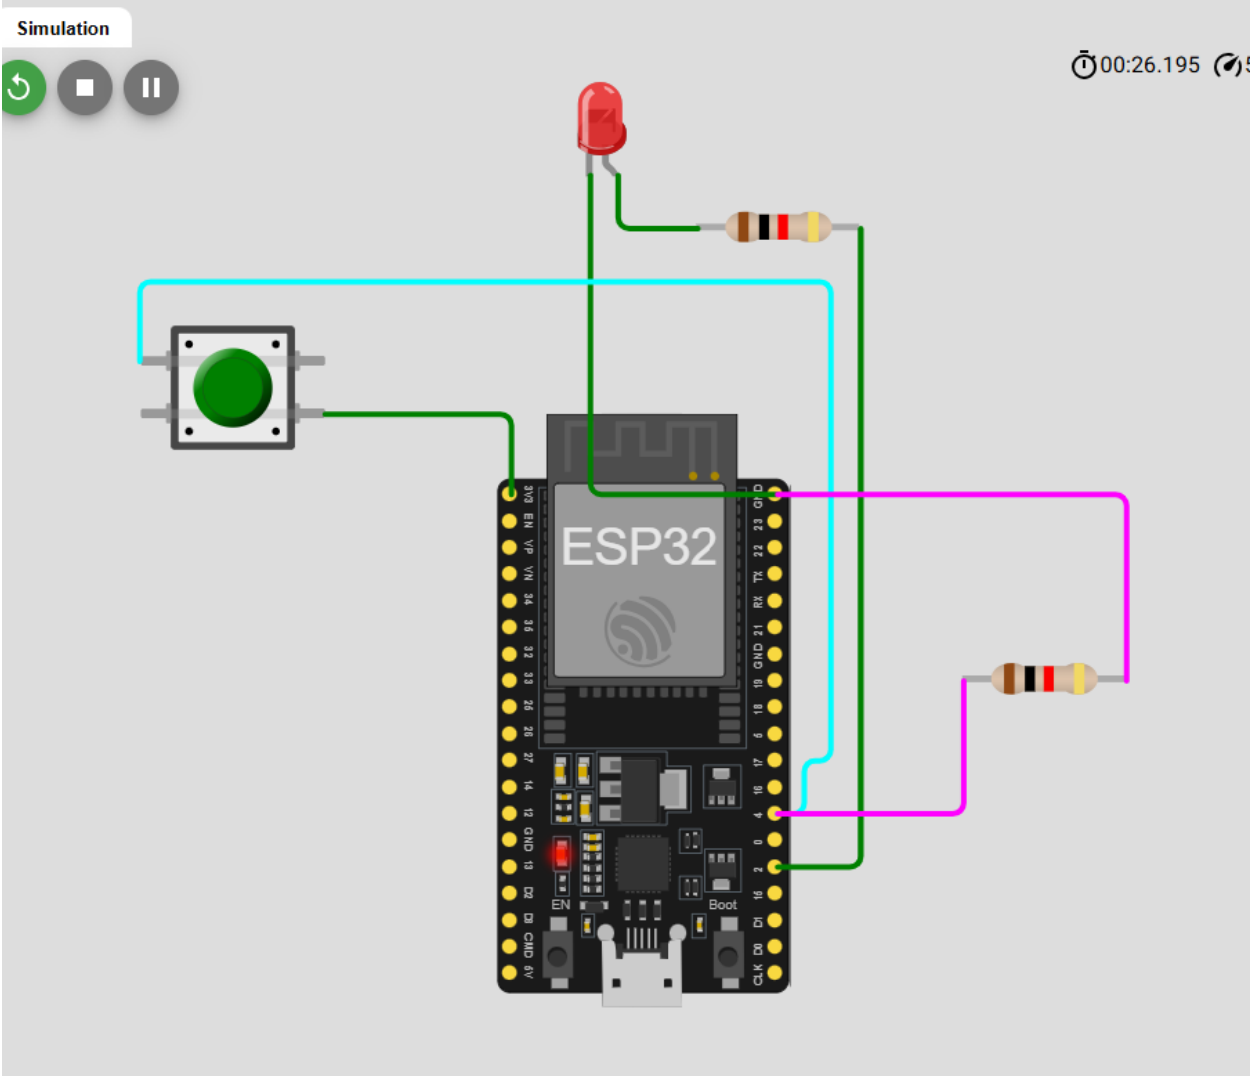 Simulation
00:26.195
5
ESP32
3V3
EN
VP
VN
34
35
32
33
25
26
27
14
12
GND
13
D2
D3
CMD
5V
GND
23
22
TX
RX
21
GND
19
18
5
17
16
4
0
2
15
D1
D0
CLK
EN
Boot